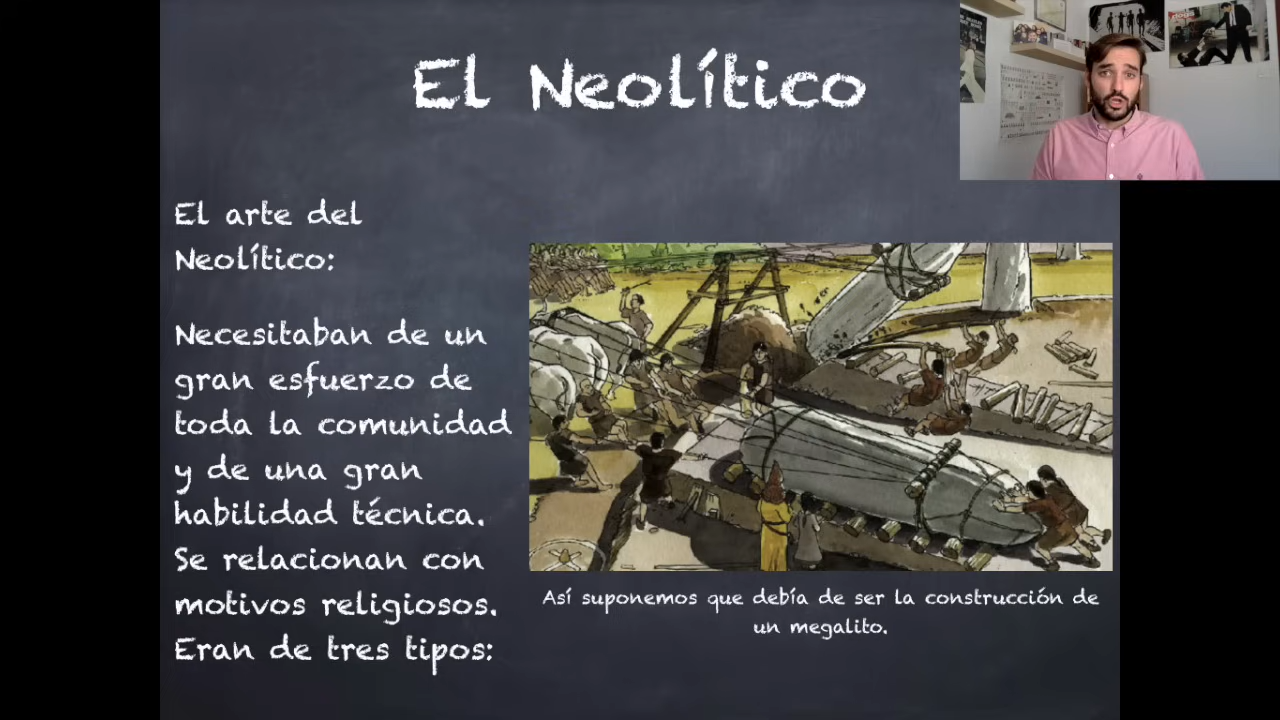 El Neolítico
El arte del
Neolítico:
Necesitaban de un
gran esfuerzo de
toda la comunidad
y de una gran
habilidad técnica.
Se relacionan con
motivos religiosos.
Eran de tres tipos:
Así suponemos que debía de ser la construcción de
un megalito.